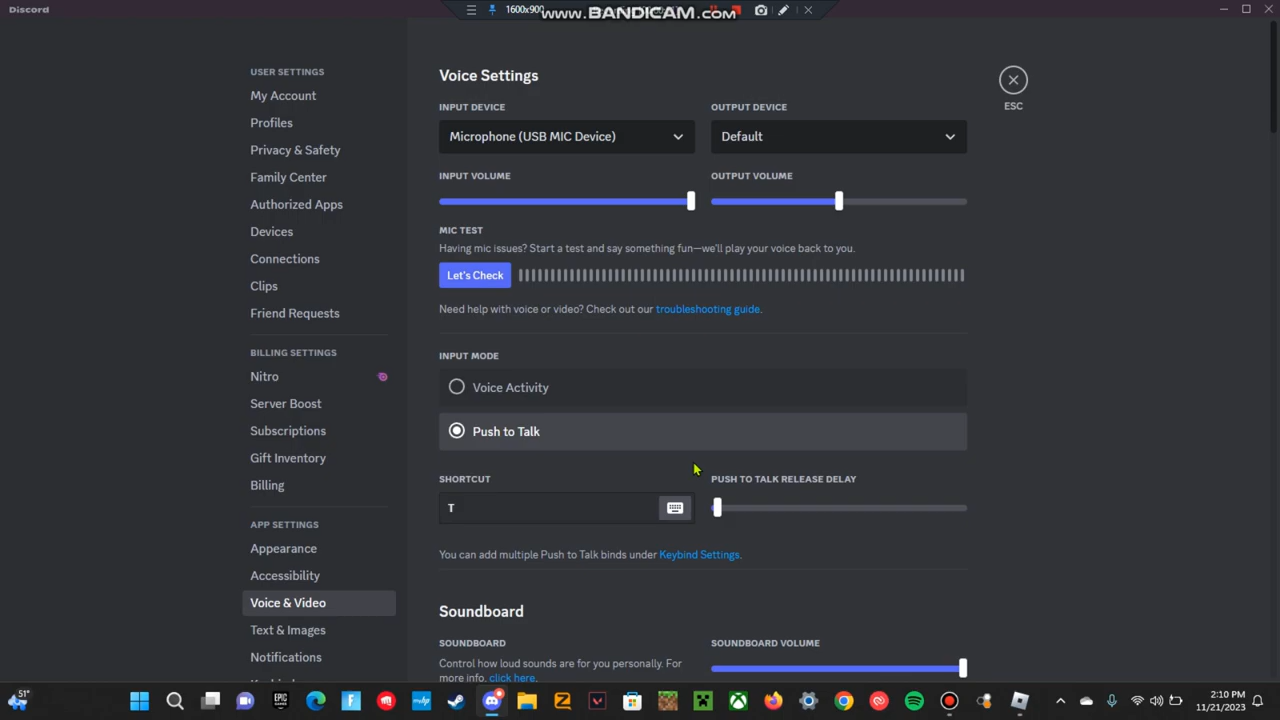 Discord
1600x900
www.BANDICAM.com
USER SETTINGS
My Account
Profiles
Privacy & Safety
Family Center
Authorized Apps
Devices
Connections
Clips
Friend Requests
BILLING SETTINGS
Nitro
Server Boost
Subscriptions
Gift Inventory
Billing
APP SETTINGS
Appearance
Accessibility
Voice & Video
Text & Images
Notifications
Voice Settings
ESC
INPUT DEVICE
OUTPUT DEVICE
Microphone (USB MIC Device)
Default
INPUT VOLUME
OUTPUT VOLUME
MIC TEST
Having mic issues? Start a test and say something fun—we'll play your voice back to you.
Let's Check
Need help with voice or video? Check out our troubleshooting guide.
INPUT MODE
Voice Activity
Push to Talk
SHORTCUT
PUSH TO TALK RELEASE DELAY
T
You can add multiple Push to Talk binds under Keybind Settings.
Soundboard
SOUNDBOARD
SOUNDBOARD VOLUME
Control how loud sounds are for you personally. For
more info, click here.
51°
EPIC
GAMES
2:10 PM
11/21/2023